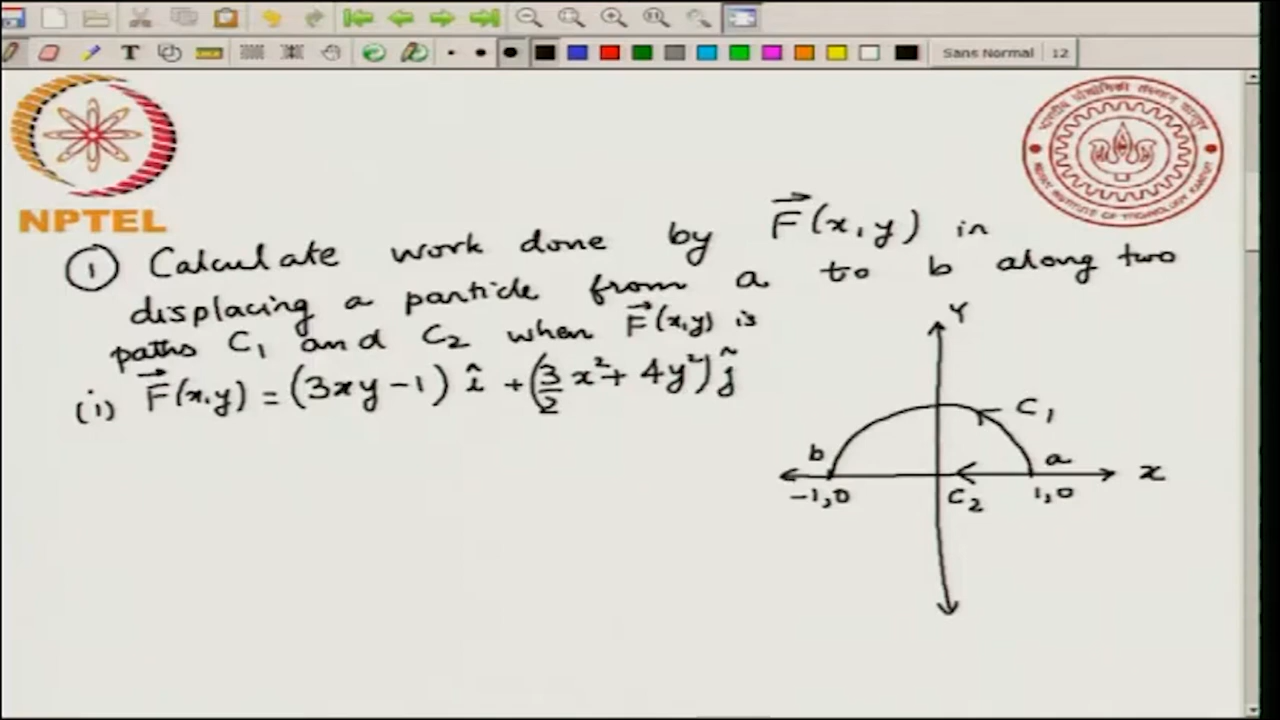 T
Sans Normal 12
NPTEL
① Calculate work done by F⃗(x,y) in
displacing a particle from a to b along two
paths C₁ and C₂ when F⃗(x,y) is
(i) F⃗(x,y) = (3xy-1) î + (3/2 x² + 4y²) ĵ
Y
C₁
b
a
x
-1,0
C₂
1,0